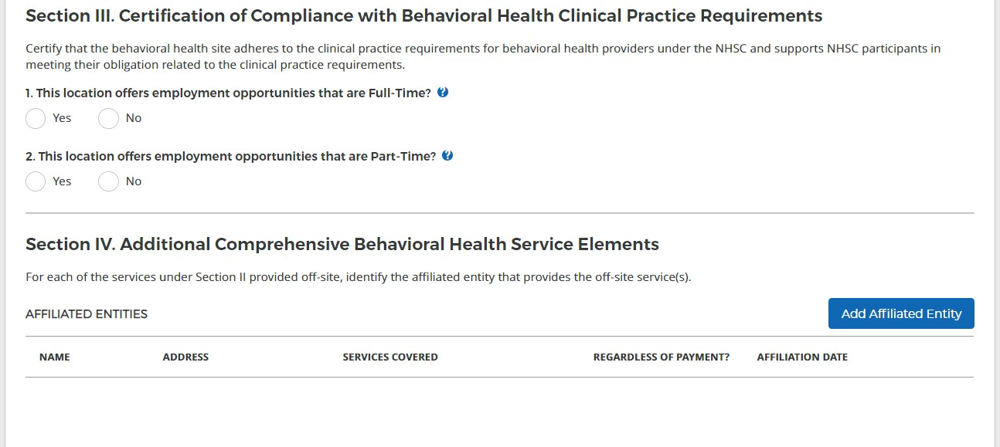 Section III. Certification of Compliance with Behavioral Health Clinical Practice Requirements
Certify that the behavioral health site adheres to the clinical practice requirements for behavioral health providers under the NHSC and supports NHSC participants in
meeting their obligation related to the clinical practice requirements.
1. This location offers employment opportunities that are Full-Time? ?
Yes No
2. This location offers employment opportunities that are Part-Time? ?
Yes No
Section IV. Additional Comprehensive Behavioral Health Service Elements
For each of the services under Section II provided off-site, identify the affiliated entity that provides the off-site service(s).
AFFILIATED ENTITIES Add Affiliated Entity
NAME ADDRESS SERVICES COVERED REGARDLESS OF PAYMENT? AFFILIATION DATE